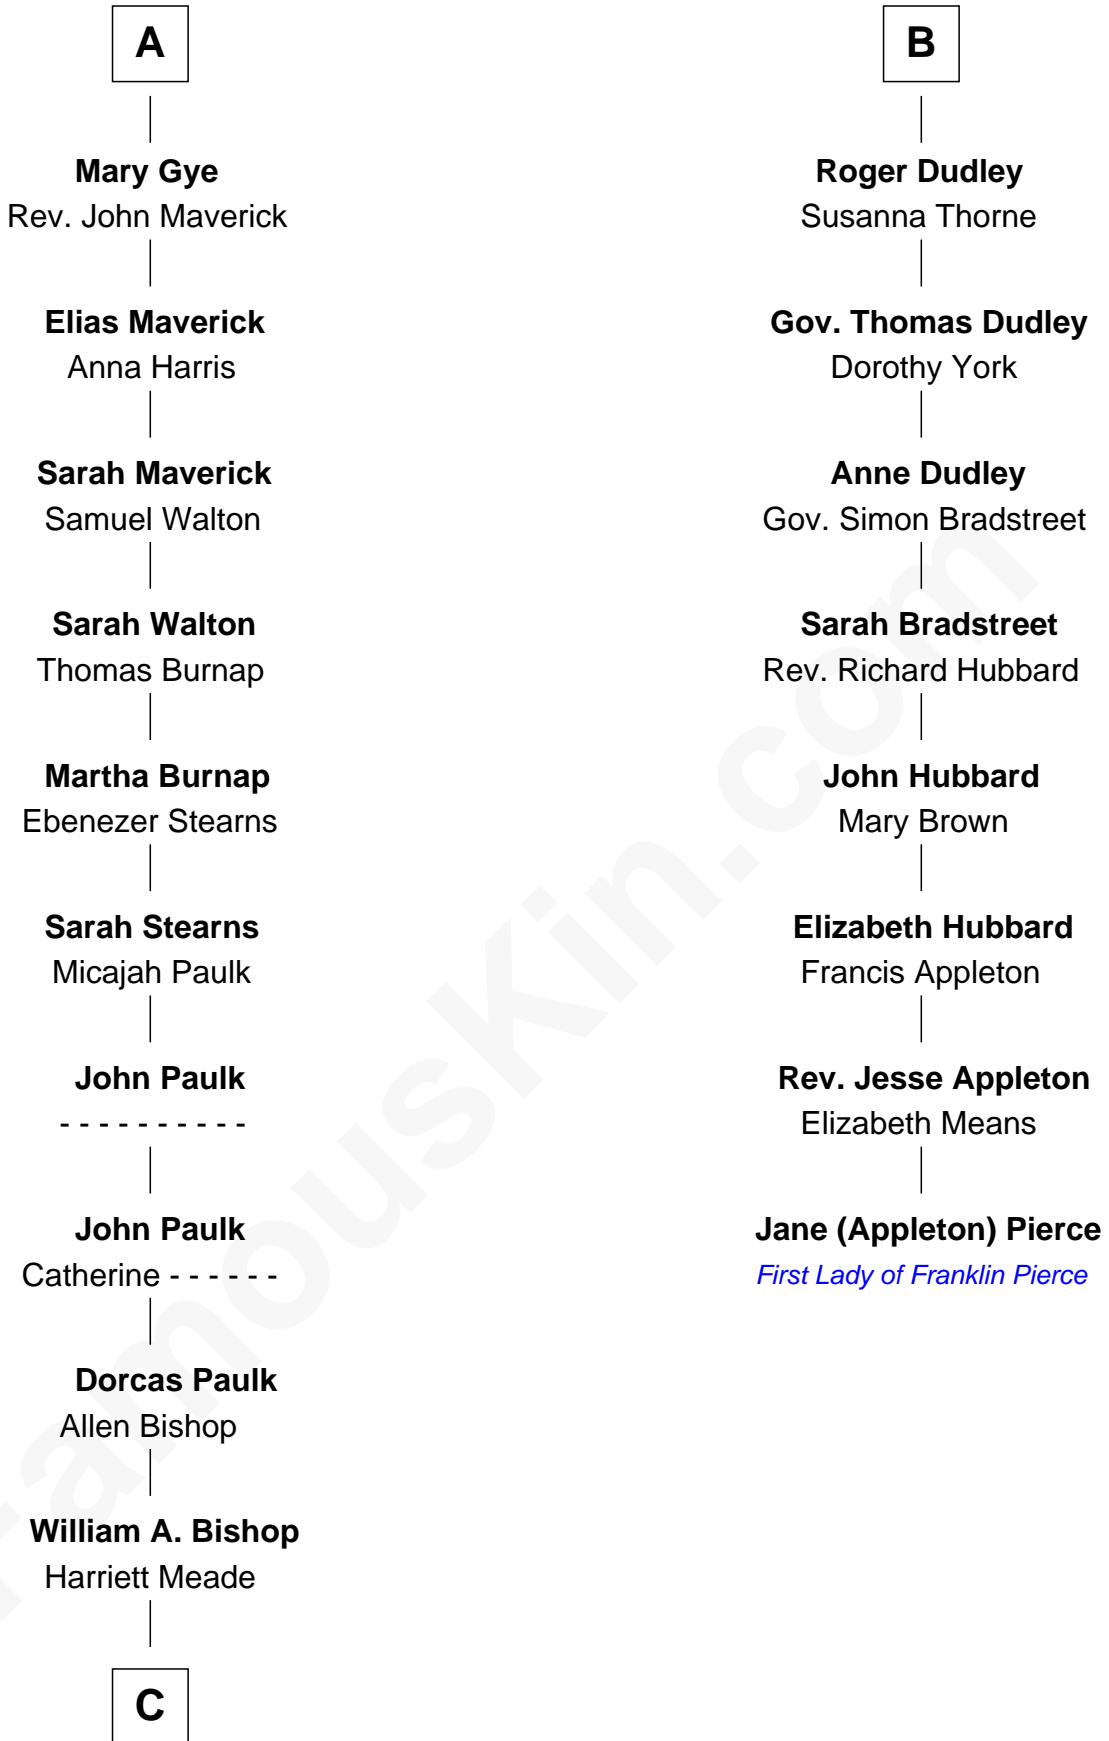 A
Mary Gye
Rev. John Maverick
Elias Maverick
Anna Harris
Sarah Maverick
Samuel Walton
Sarah Walton
Thomas Burnap
Martha Burnap
Ebenezer Stearns
Sarah Stearns
Micajah Paulk
John Paulk
- - - - - - - - - -
John Paulk
Catherine - - - - - -
Dorcas Paulk
Allen Bishop
William A. Bishop
Harriett Meade
C
B
Roger Dudley
Susanna Thorne
Gov. Thomas Dudley
Dorothy York
Anne Dudley
Gov. Simon Bradstreet
Sarah Bradstreet
Rev. Richard Hubbard
John Hubbard
Mary Brown
Elizabeth Hubbard
Francis Appleton
Rev. Jesse Appleton
Elizabeth Means
Jane (Appleton) Pierce
First Lady of Franklin Pierce
FamousKin.com